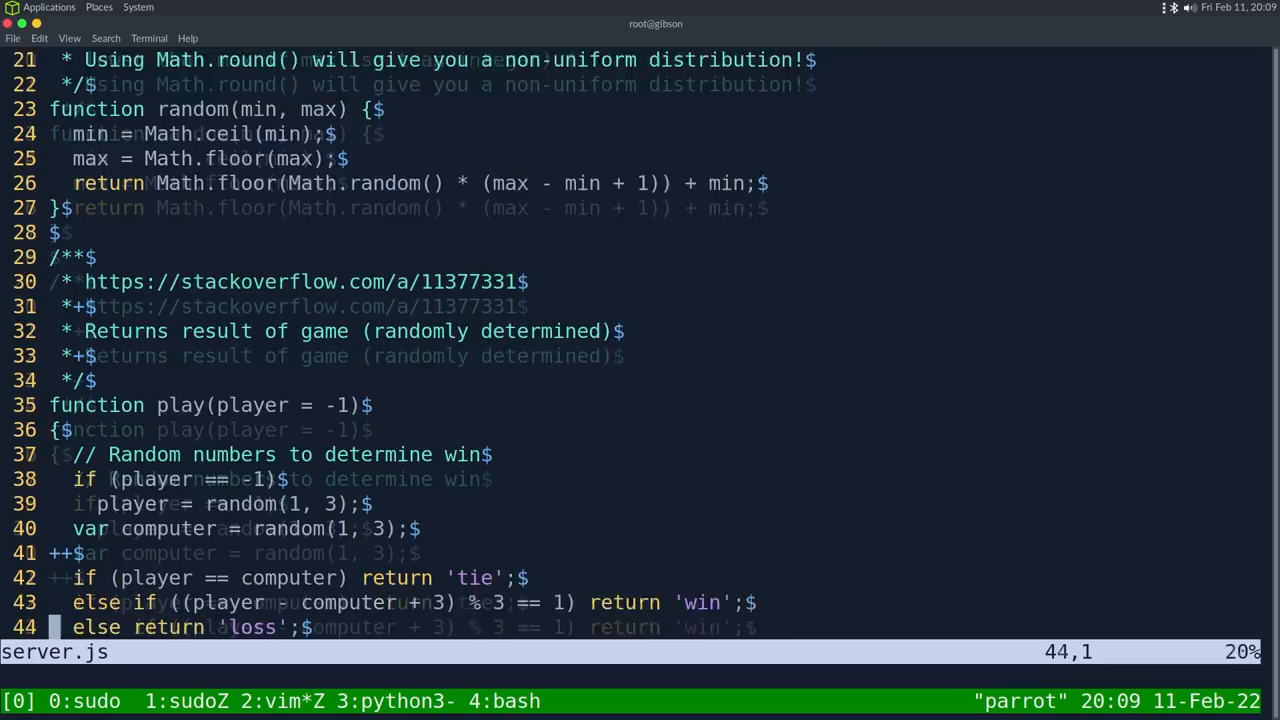 Applications Places System Fri Feb 11, 20:09
root@gibson
File Edit View Search Terminal Help
21 * Using Math.round() will give you a non-uniform distribution!$
22 */$
23 function random(min, max) {$
24 min = Math.ceil(min);$
25 max = Math.floor(max);$
26 return Math.floor(Math.random() * (max - min + 1)) + min;$
27 }$
28 $
29 /**$
30 * https://stackoverflow.com/a/11377331$
31 *+$
32 * Returns result of game (randomly determined)$
33 *+$
34 */$
35 function play(player = -1)$
36 {$
37 // Random numbers to determine win$
38 if (player == -1)$
39 player = random(1, 3);$
40 var computer = random(1, 3);$
41 ++$
42 if (player == computer) return 'tie';$
43 else if ((player - computer + 3) % 3 == 1) return 'win';$
44 else return 'loss';$
server.js 44,1 20%
[0] 0:sudo 1:sudoZ 2:vim*Z 3:python3- 4:bash "parrot" 20:09 11-Feb-22